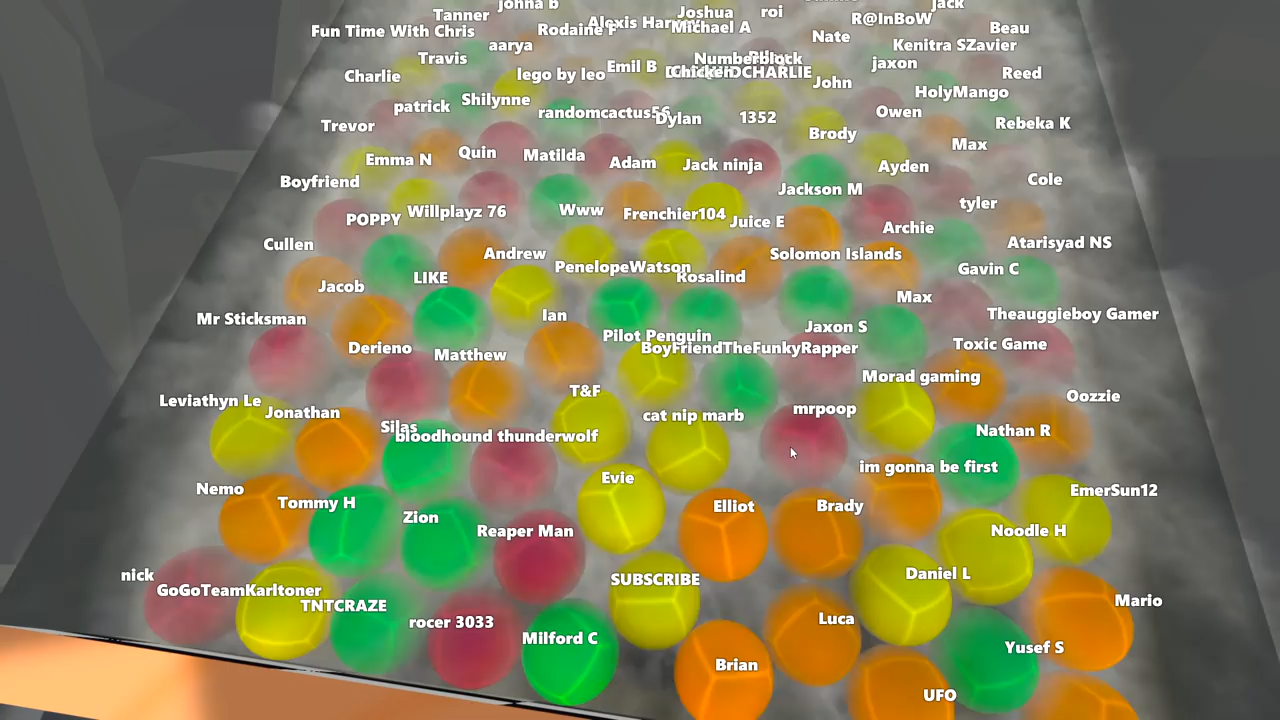 jonna b
jack
Tanner
Joshua
roi
R@InBoW
Fun Time With Chris
Rodaine F
Michael A
Beau
aarya
Nate
Kenitra SZavier
Travis
Emil B
Numberblock
jaxon
Charlie
lego by leo
John
Reed
HolyMango
patrick
Shilynne
randomcactus56
Dylan
1352
Owen
Rebeka K
Trevor
Brody
Max
Emma N
Quin
Matilda
Adam
Jack ninja
Ayden
Boyfriend
Jackson M
Cole
POPPY
Willplayz 76
Www
Frenchier104
Juice E
tyler
Cullen
Andrew
Archie
Atarisyad NS
LIKE
PenelopeWatson
Rosalind
Solomon Islands
Gavin C
Jacob
Max
Mr Sticksman
Ian
Pilot Penguin
Jaxon S
Theauggieboy Gamer
Derieno
Matthew
BoyFriendTheFunkyRapper
Toxic Game
Leviathyn Le
T&F
Morad gaming
Oozzie
Jonathan
Silas
bloodhound thunderwolf
cat nip marb
mrpoop
Nathan R
Nemo
Evie
im gonna be first
EmerSun12
Tommy H
Zion
Reaper Man
Elliot
Brady
Noodle H
nick
GoGoTeamKarltoner
SUBSCRIBE
Daniel L
Mario
TNTCRAZE
rocer 3033
Milford C
Luca
Yusef S
Brian
UFO